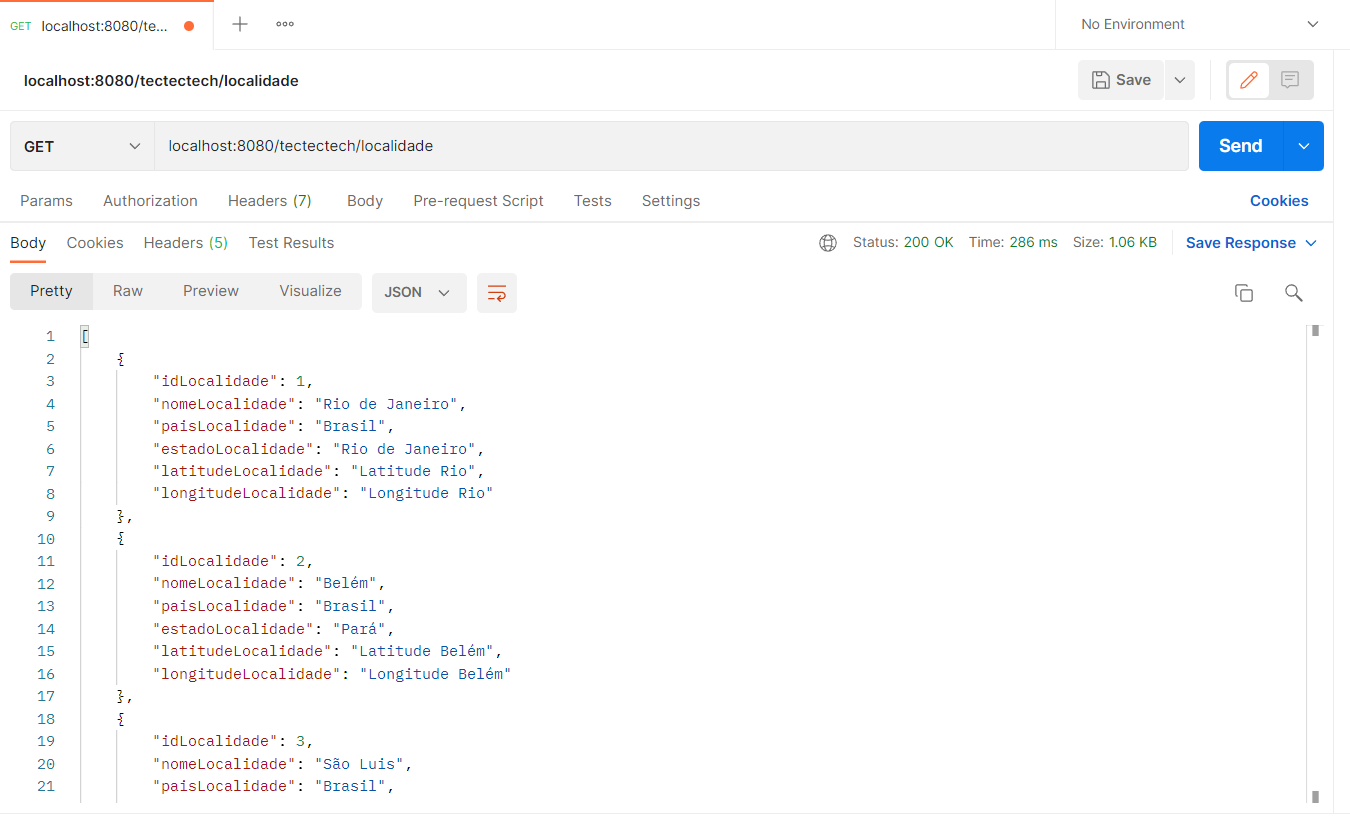 GET localhost:8080/te...
No Environment
localhost:8080/tectectech/localidade
Save
GET localhost:8080/tectectech/localidade Send
Params Authorization Headers (7) Body Pre-request Script Tests Settings Cookies
Body Cookies Headers (5) Test Results Status: 200 OK Time: 286 ms Size: 1.06 KB Save Response
Pretty Raw Preview Visualize JSON
1 [
2 {
3 "idLocalidade": 1,
4 "nomeLocalidade": "Rio de Janeiro",
5 "paisLocalidade": "Brasil",
6 "estadoLocalidade": "Rio de Janeiro",
7 "latitudeLocalidade": "Latitude Rio",
8 "longitudeLocalidade": "Longitude Rio"
9 },
10 {
11 "idLocalidade": 2,
12 "nomeLocalidade": "Belém",
13 "paisLocalidade": "Brasil",
14 "estadoLocalidade": "Pará",
15 "latitudeLocalidade": "Latitude Belém",
16 "longitudeLocalidade": "Longitude Belém"
17 },
18 {
19 "idLocalidade": 3,
20 "nomeLocalidade": "São Luis",
21 "paisLocalidade": "Brasil",